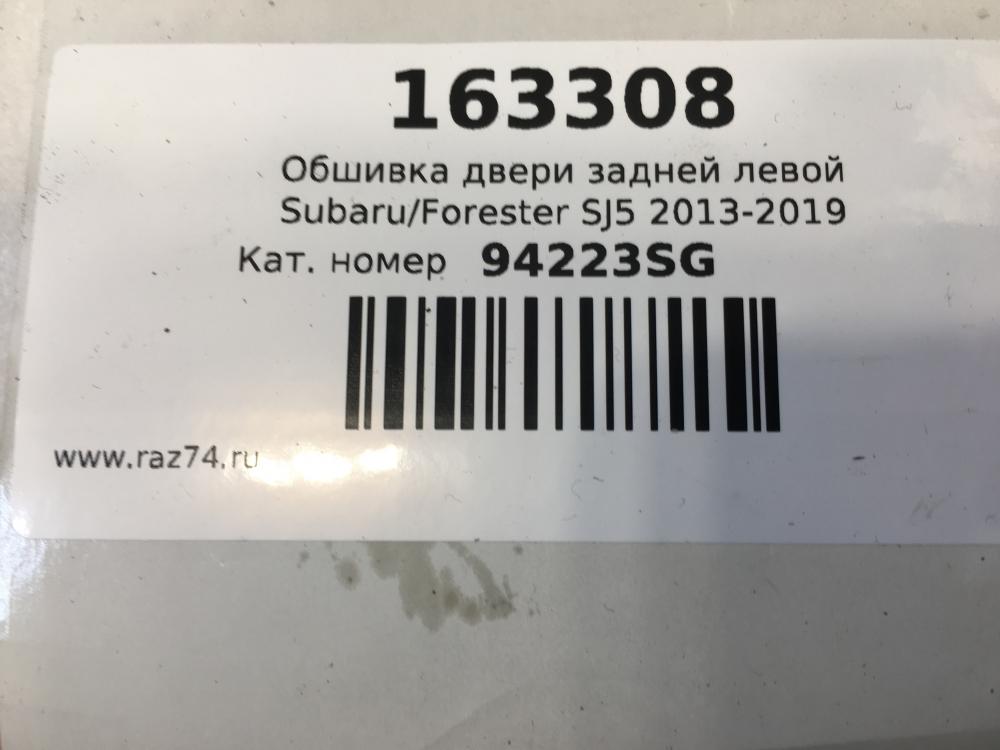 163308
Обшивка двери задней левой
Subaru/Forester SJ5 2013-2019
Кат. номер 94223SG
www.raz74.ru